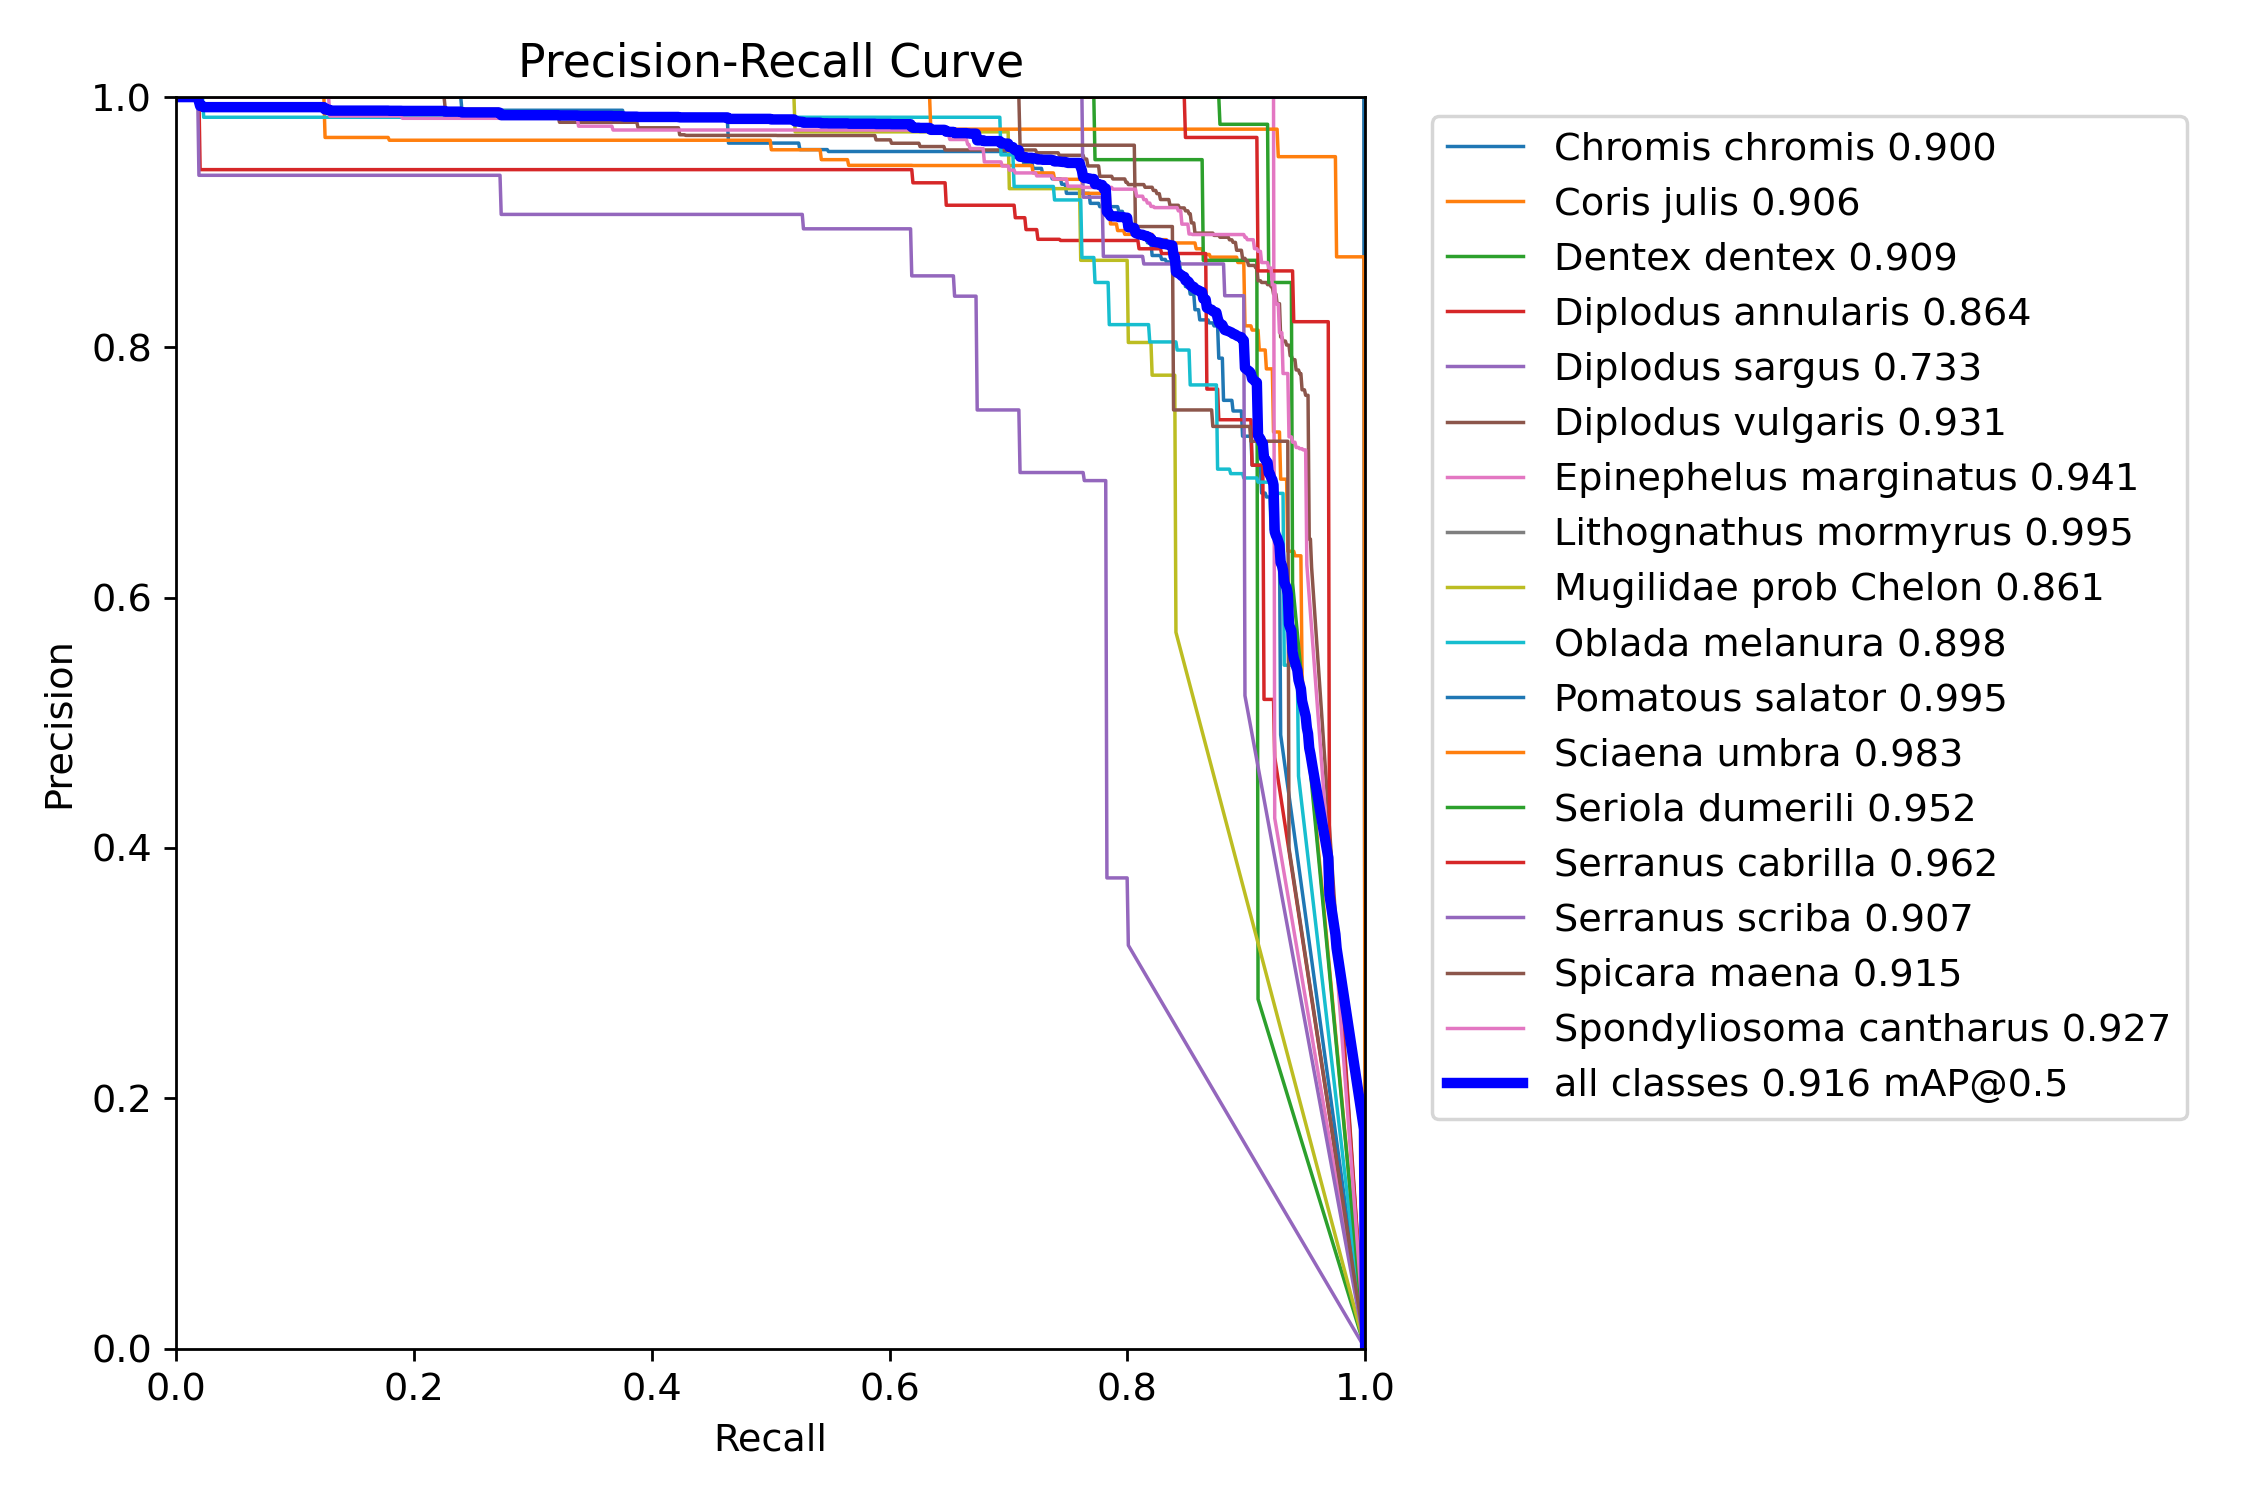 Precision-Recall Curve
1.0
0.8
0.6
0.4
0.2
0.0
Precision
0.0 0.2 0.4 0.6 0.8 1.0
Recall
Chromis chromis 0.900
Coris julis 0.906
Dentex dentex 0.909
Diplodus annularis 0.864
Diplodus sargus 0.733
Diplodus vulgaris 0.931
Epinephelus marginatus 0.941
Lithognathus mormyrus 0.995
Mugilidae prob Chelon 0.861
Oblada melanura 0.898
Pomatous salator 0.995
Sciaena umbra 0.983
Seriola dumerili 0.952
Serranus cabrilla 0.962
Serranus scriba 0.907
Spicara maena 0.915
Spondyliosoma cantharus 0.927
all classes 0.916 mAP@0.5